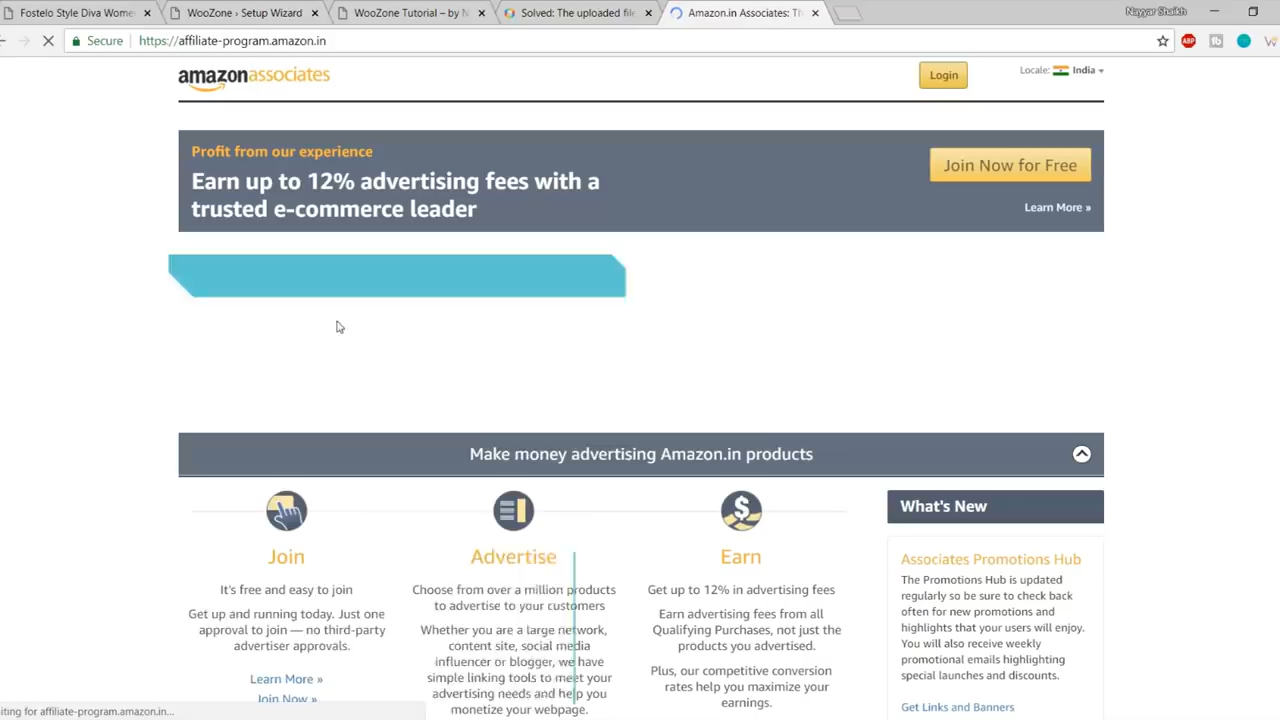 Fostelo Style Diva Wome
WooZone › Setup Wizard
WooZone Tutorial – by N
Solved: The uploaded file
Amazon.in Associates: Th
Nayyar Shaikh
Secure
https://affiliate-program.amazon.in
amazonassociates
Login
Locale: India
Profit from our experience
Earn up to 12% advertising fees with a
trusted e-commerce leader
Join Now for Free
Learn More »
Make money advertising Amazon.in products
Join
It's free and easy to join
Get up and running today. Just one
approval to join — no third-party
advertiser approvals.
Learn More »
Join Now »
Advertise
Choose from over a million products
to advertise to your customers
Whether you are a large network,
content site, social media
influencer or blogger, we have
simple linking tools to meet your
advertising needs and help you
monetize your webpage.
Earn
Get up to 12% in advertising fees
Earn advertising fees from all
Qualifying Purchases, not just the
products you advertised.
Plus, our competitive conversion
rates help you maximize your
earnings.
What's New
Associates Promotions Hub
The Promotions Hub is updated
regularly so be sure to check back
often for new promotions and
highlights that your users will enjoy.
You will also receive weekly
promotional emails highlighting
special launches and discounts.
Get Links and Banners
iting for affiliate-program.amazon.in...